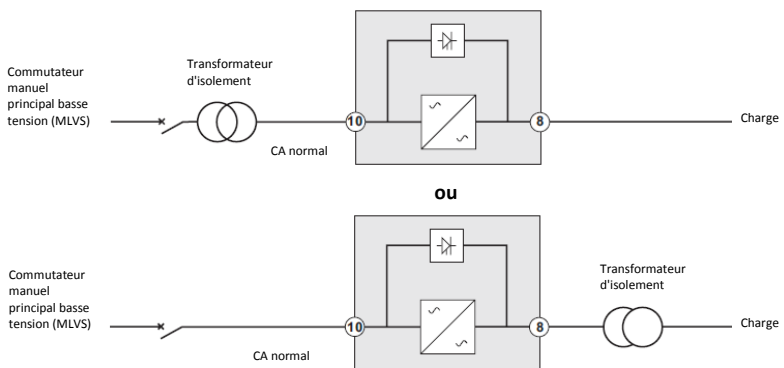 Commutateur
manuel
principal basse
tension (MLVS)
Transformateur
d'isolement
CA normal
10
8
Charge
ou
Commutateur
manuel
principal basse
tension (MLVS)
CA normal
10
8
Transformateur
d'isolement
Charge